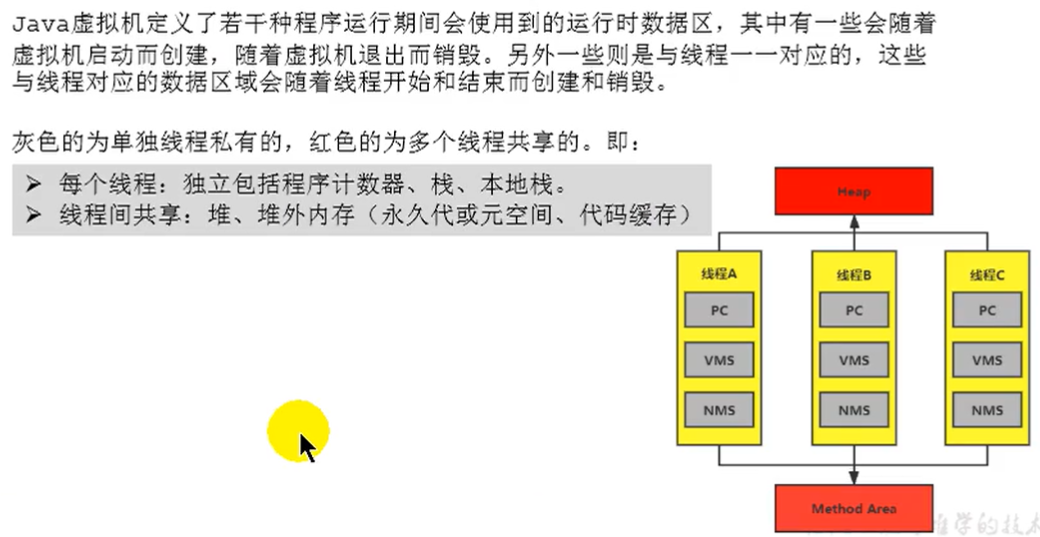 Java虚拟机定义了若干种程序运行期间会使用到的运行时数据区，其中有一些会随着
虚拟机启动而创建，随着虚拟机退出而销毁。另外一些则是与线程一一对应的，这些
与线程对应的数据区域会随着线程开始和结束而创建和销毁。
灰色的为单独线程私有的，红色的为多个线程共享的。即：
➢ 每个线程：独立包括程序计数器、栈、本地栈。
➢ 线程间共享：堆、堆外内存（永久代或元空间、代码缓存）
Heap
线程A 线程B 线程C
PC PC PC
VMS VMS VMS
NMS NMS NMS
Method Area
学的技术